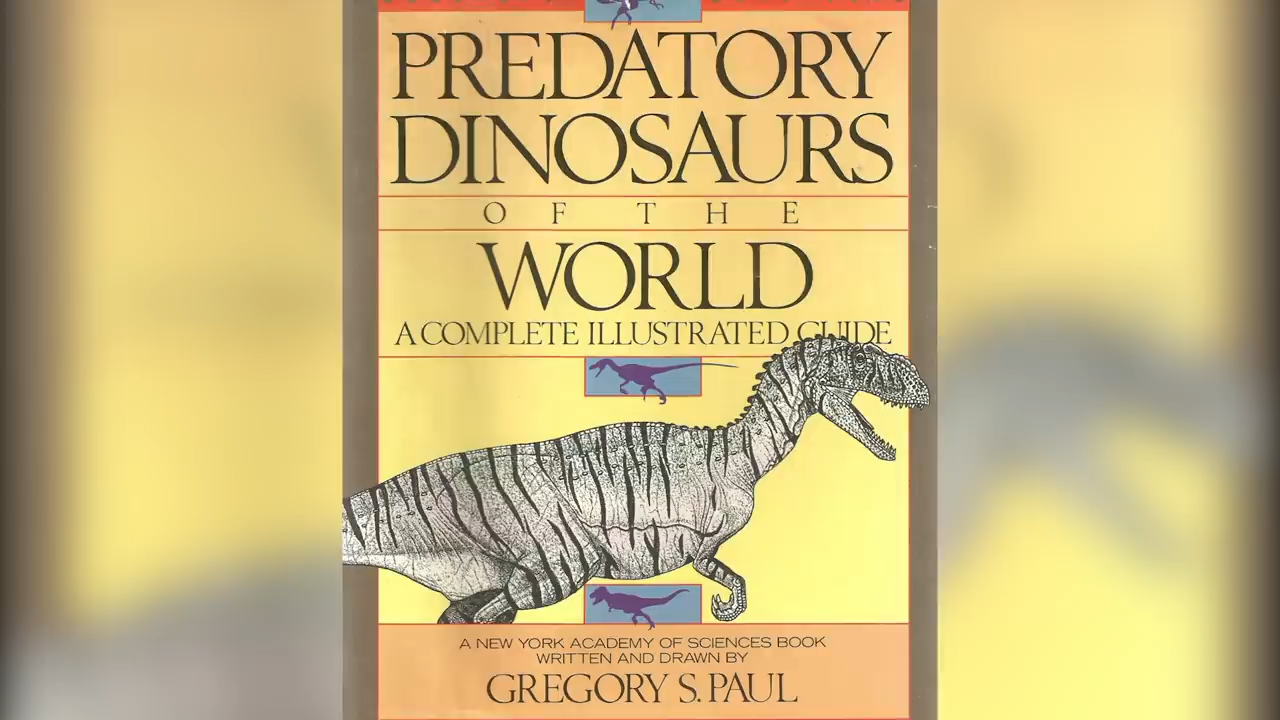 PREDATORY
DINOSAURS
OF THE
WORLD
A COMPLETE ILLUSTRATED GUIDE
A NEW YORK ACADEMY OF SCIENCES BOOK
WRITTEN AND DRAWN BY
GREGORY S. PAUL